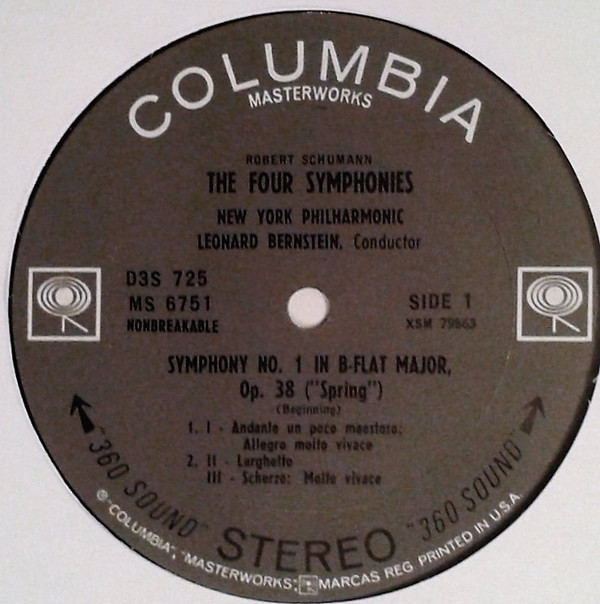 COLUMBIA
MASTERWORKS
ROBERT SCHUMANN
THE FOUR SYMPHONIES
NEW YORK PHILHARMONIC
LEONARD BERNSTEIN, Conductor
D3S 725
MS 6751
NONBREAKABLE
SIDE 1
XSM 79863
SYMPHONY NO. 1 IN B-FLAT MAJOR,
Op. 38 ("Spring")
(Beginning)
1. I - Andante un poco maestoso;
Allegro molto vivace
2. II - Larghetto
III - Scherzo: Molto vivace
"360 SOUND" STEREO "360 SOUND"
® "COLUMBIA", "MASTERWORKS", MARCAS REG. PRINTED IN U.S.A.